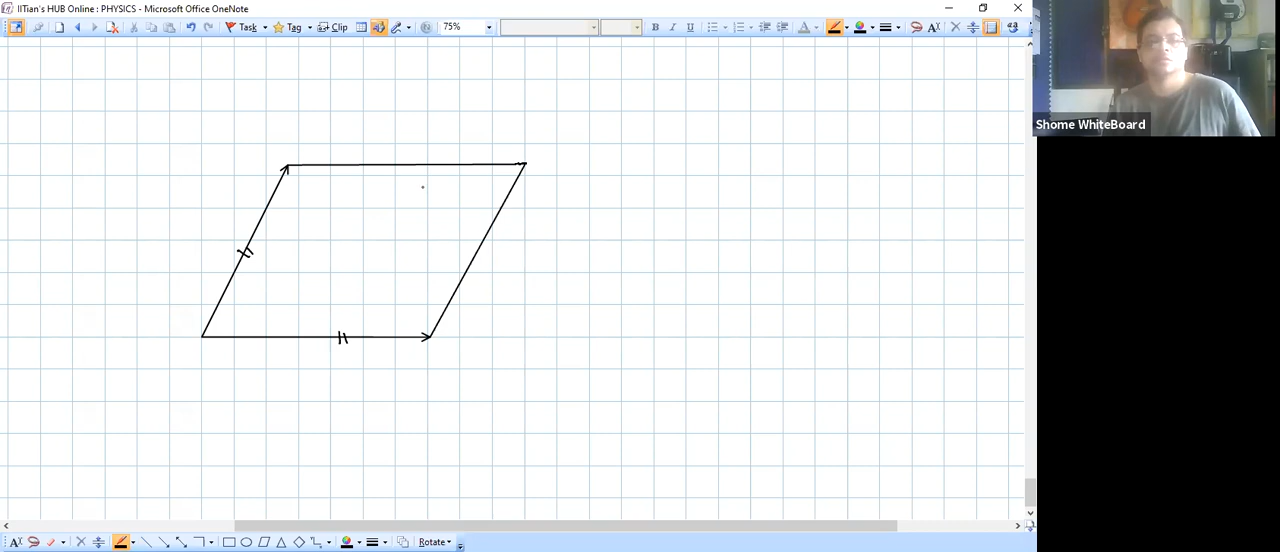 IITian's HUB Online : PHYSICS - Microsoft Office OneNote
Task Tag Clip 75% B I U A
Shome WhiteBoard
Rotate